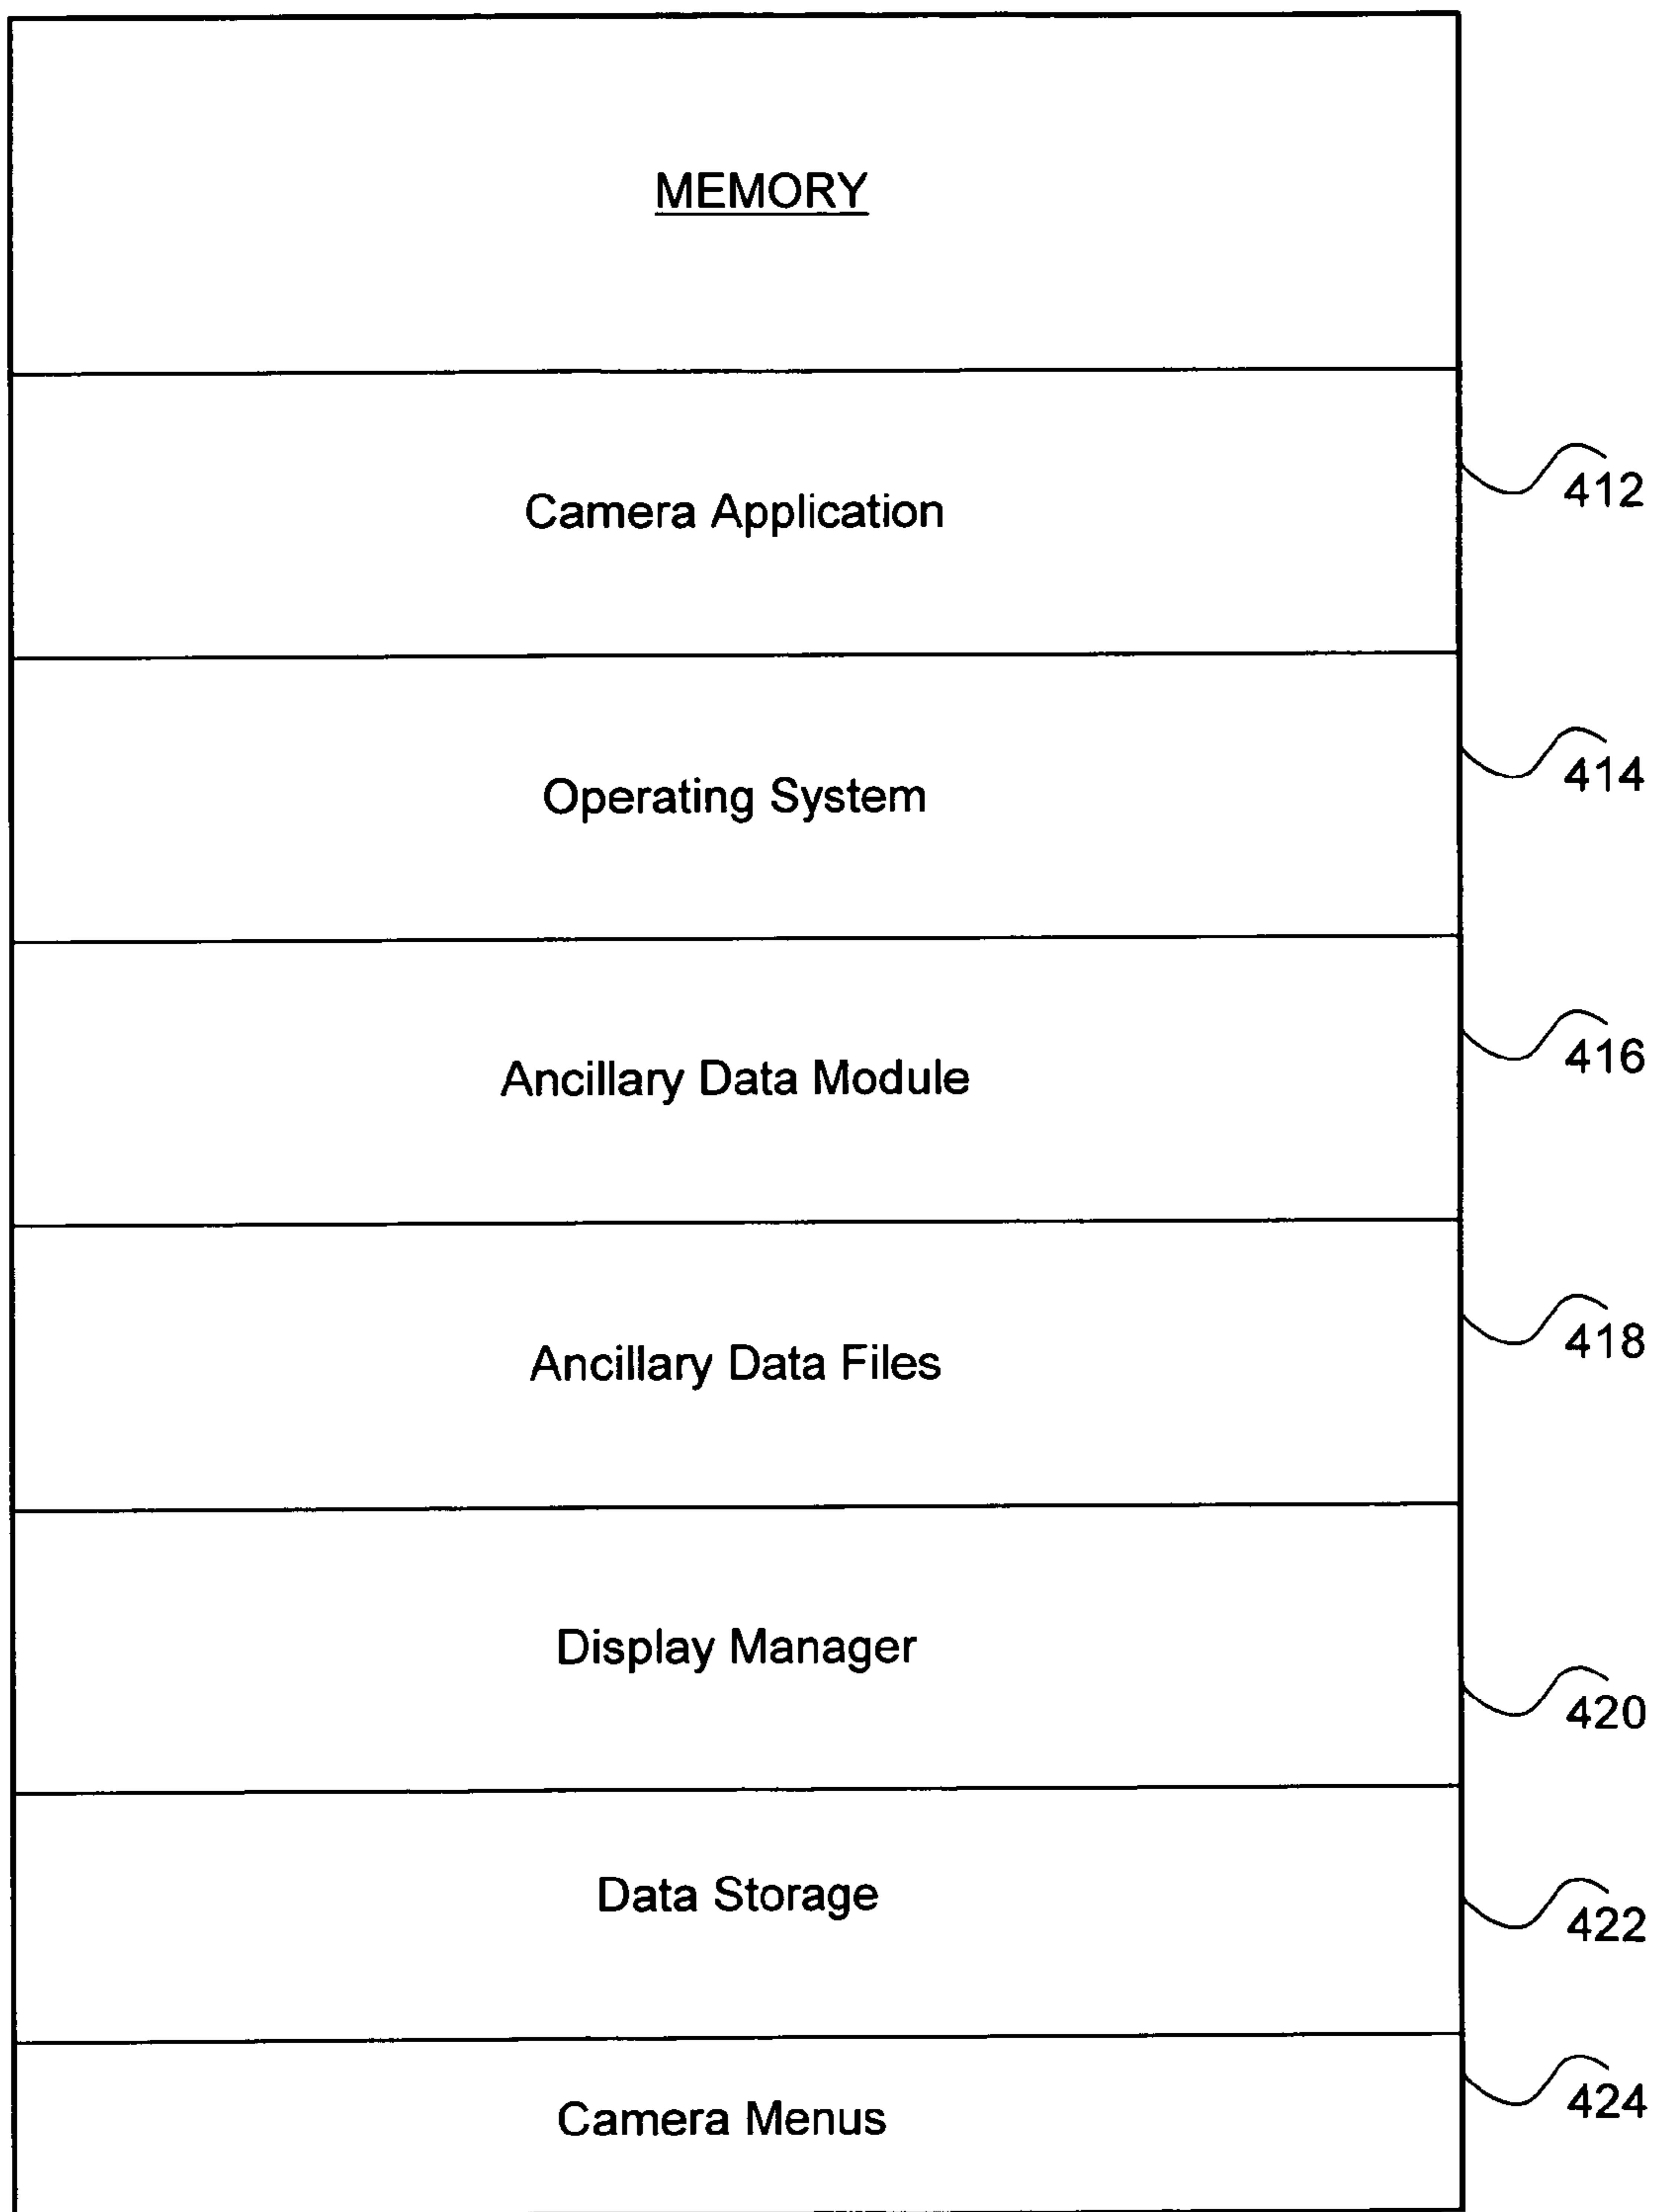 MEMORY
Camera Application
412
Operating System
414
Ancillary Data Module
416
Ancillary Data Files
418
Display Manager
420
Data Storage
422
Camera Menus
424